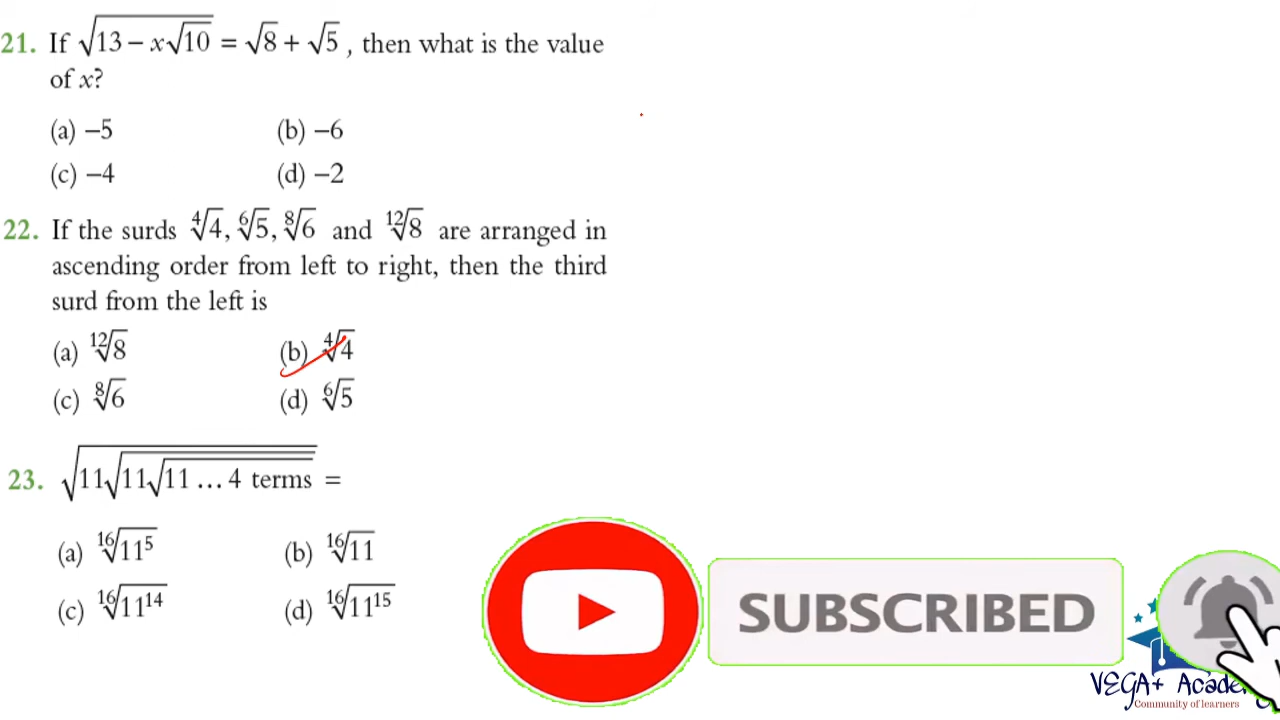 21. If √(13 − x√10) = √8 + √5, then what is the value
of x?
(a) −5 (b) −6
(c) −4 (d) −2
22. If the surds ∜4, ⁶√5, ⁸√6 and ¹²√8 are arranged in
ascending order from left to right, then the third
surd from the left is
(a) ¹²√8 (b) ∜4
(c) ⁸√6 (d) ⁶√5
23. √(11√(11√(11 … 4 terms))) =
(a) ¹⁶√(11⁵) (b) ¹⁶√11
(c) ¹⁶√(11¹⁴) (d) ¹⁶√(11¹⁵)
SUBSCRIBED
VEGA+ Academy
Community of learners